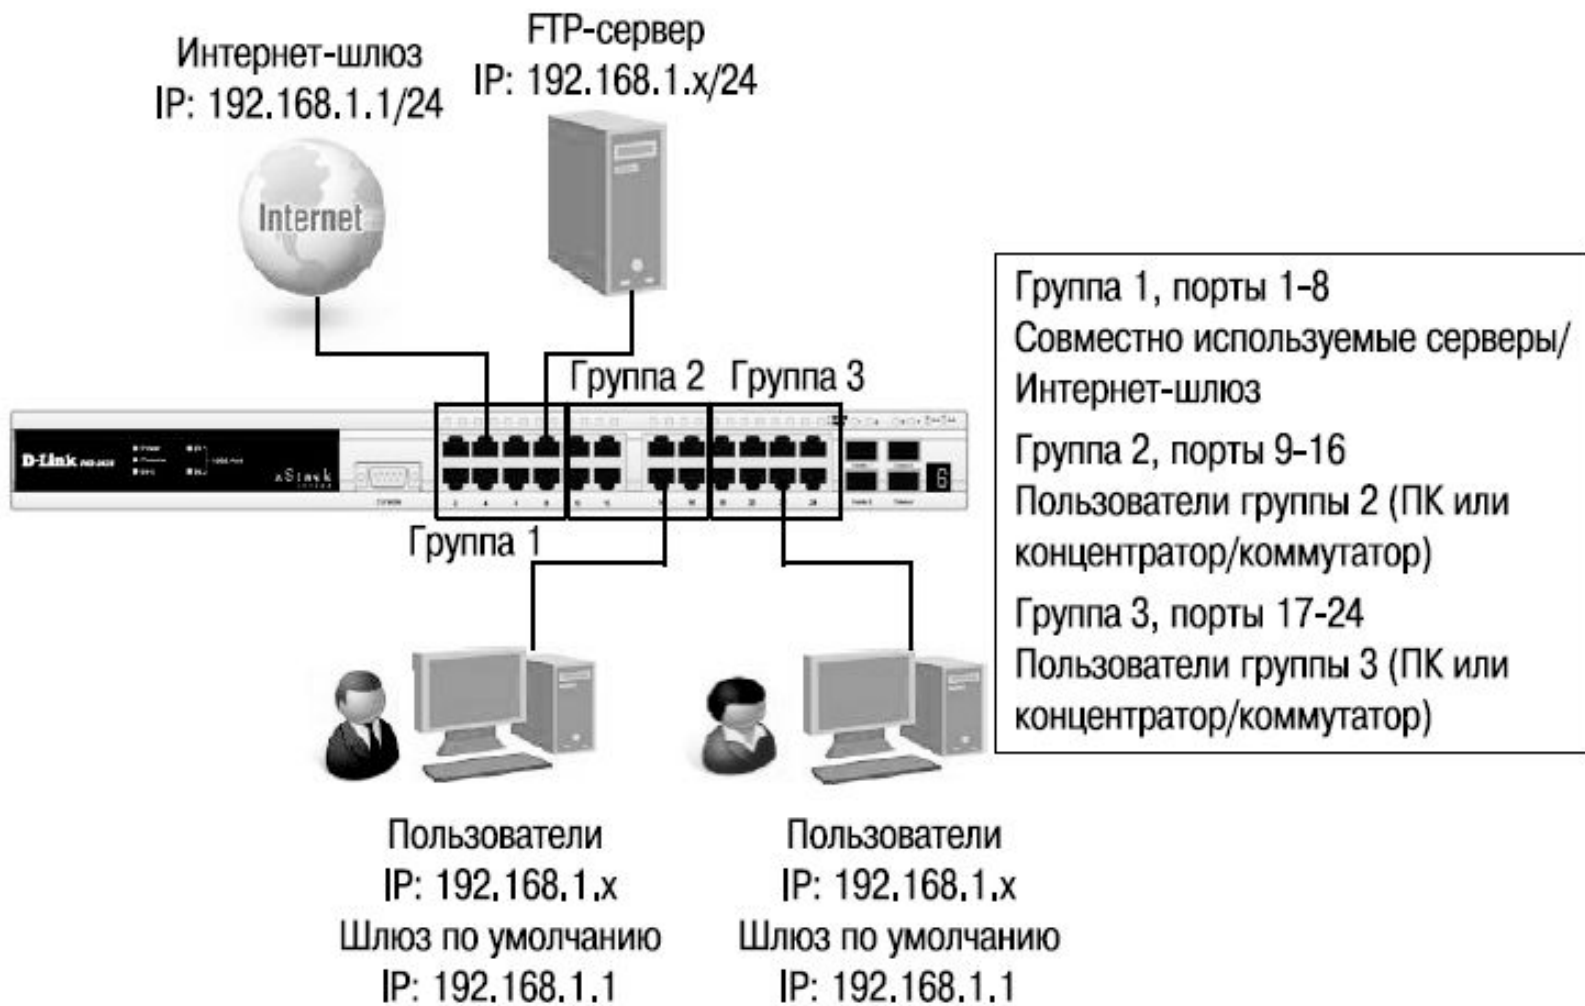 Интернет-шлюз
IP: 192.168.1.1/24
FTP-сервер
IP: 192.168.1.x/24
Internet
Группа 2
Группа 3
D-Link
xStack
Группа 1
6
Группа 1, порты 1-8
Совместно используемые серверы/
Интернет-шлюз
Группа 2, порты 9-16
Пользователи группы 2 (ПК или
концентратор/коммутатор)
Группа 3, порты 17-24
Пользователи группы 3 (ПК или
концентратор/коммутатор)
Пользователи
IP: 192.168.1.x
Шлюз по умолчанию
IP: 192.168.1.1
Пользователи
IP: 192.168.1.x
Шлюз по умолчанию
IP: 192.168.1.1